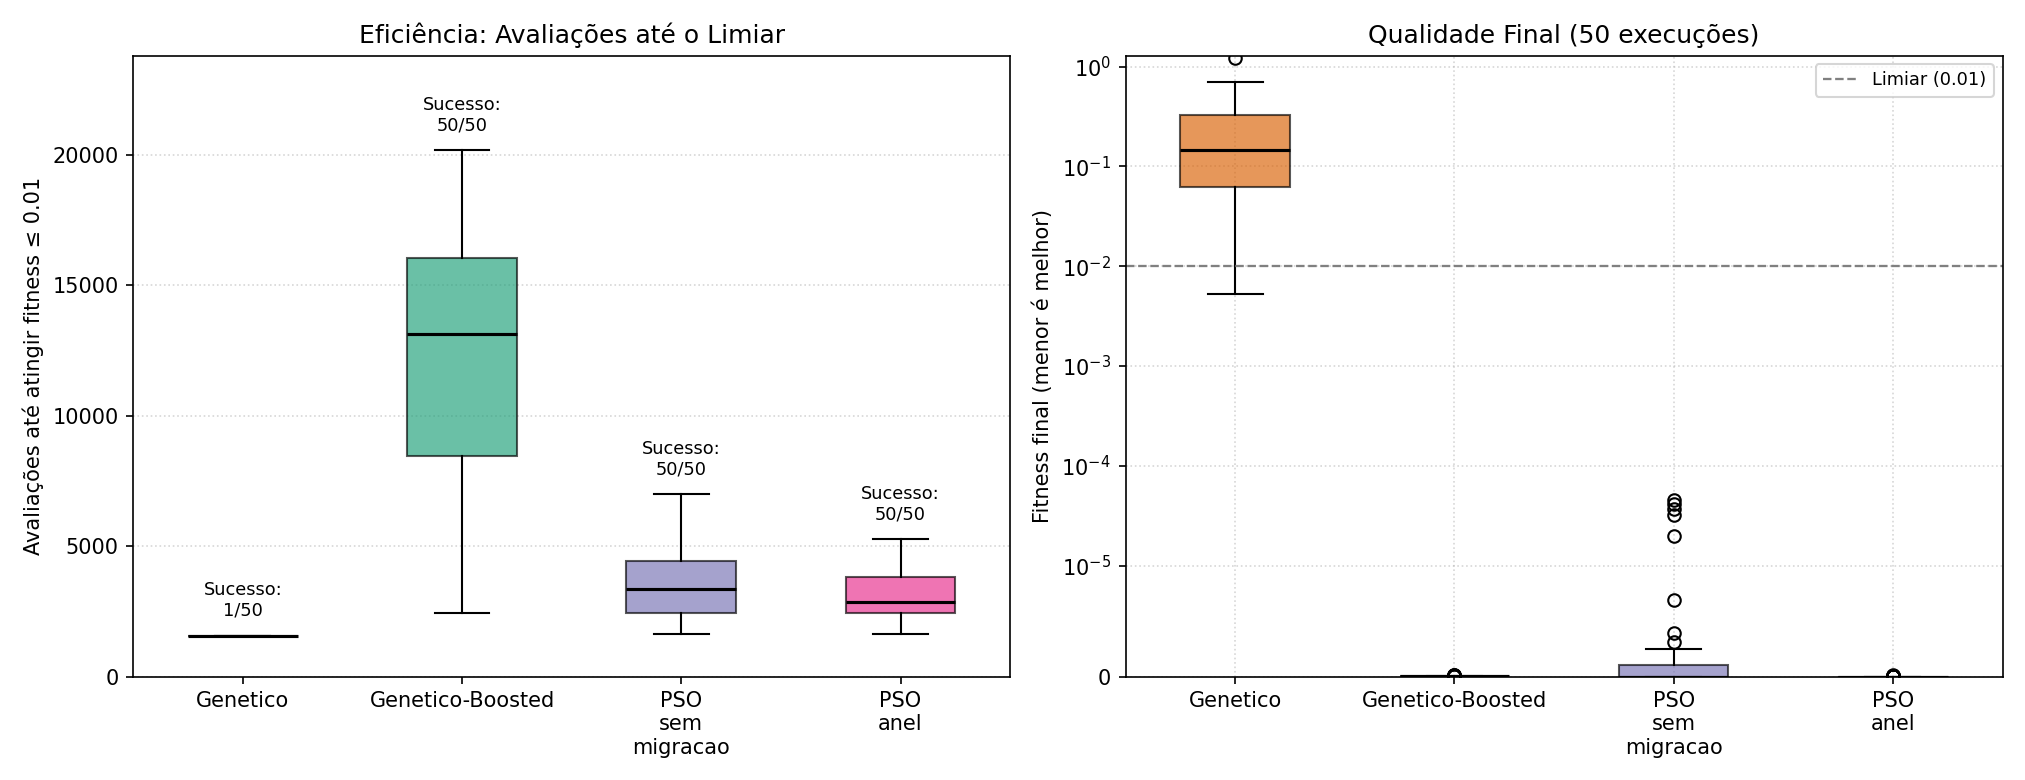 Eficiência: Avaliações até o Limiar
Avaliações até atingir fitness ≤ 0.01
20000
15000
10000
5000
0
Sucesso:
1/50
Sucesso:
50/50
Sucesso:
50/50
Sucesso:
50/50
Genetico
Genetico-Boosted
PSO
sem
migracao
PSO
anel
Qualidade Final (50 execuções)
Fitness final (menor é melhor)
Limiar (0.01)
10⁰
10⁻¹
10⁻²
10⁻³
10⁻⁴
10⁻⁵
0
Genetico
Genetico-Boosted
PSO
sem
migracao
PSO
anel